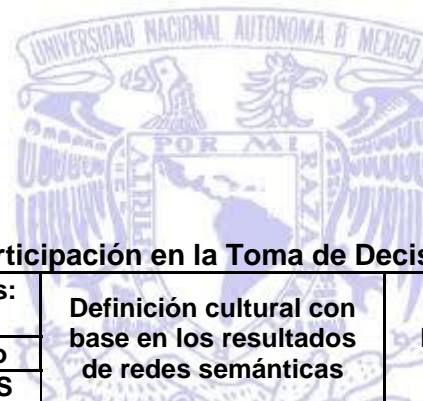 UNIVERSIDAD NACIONAL AUTONOMA D MEXICO
POR MI RAZA
ESPIRITU
rticipación en la Toma de Decis
s:
Definición cultural con
base en los resultados
de redes semánticas
o
S